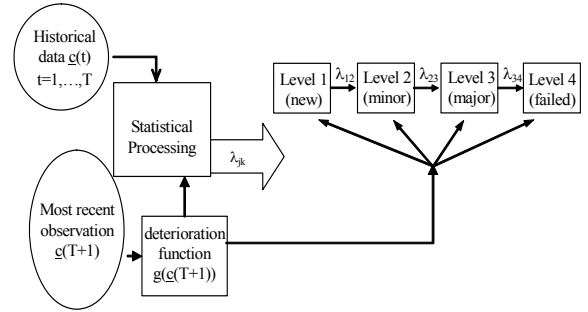 Historical
data c(t)
t=1,…,T
Statistical
Processing
λjk
Most recent
observation
c(T+1)
deterioration
function
g(c(T+1))
Level 1
(new)
λ12
Level 2
(minor)
λ23
Level 3
(major)
λ34
Level 4
(failed)